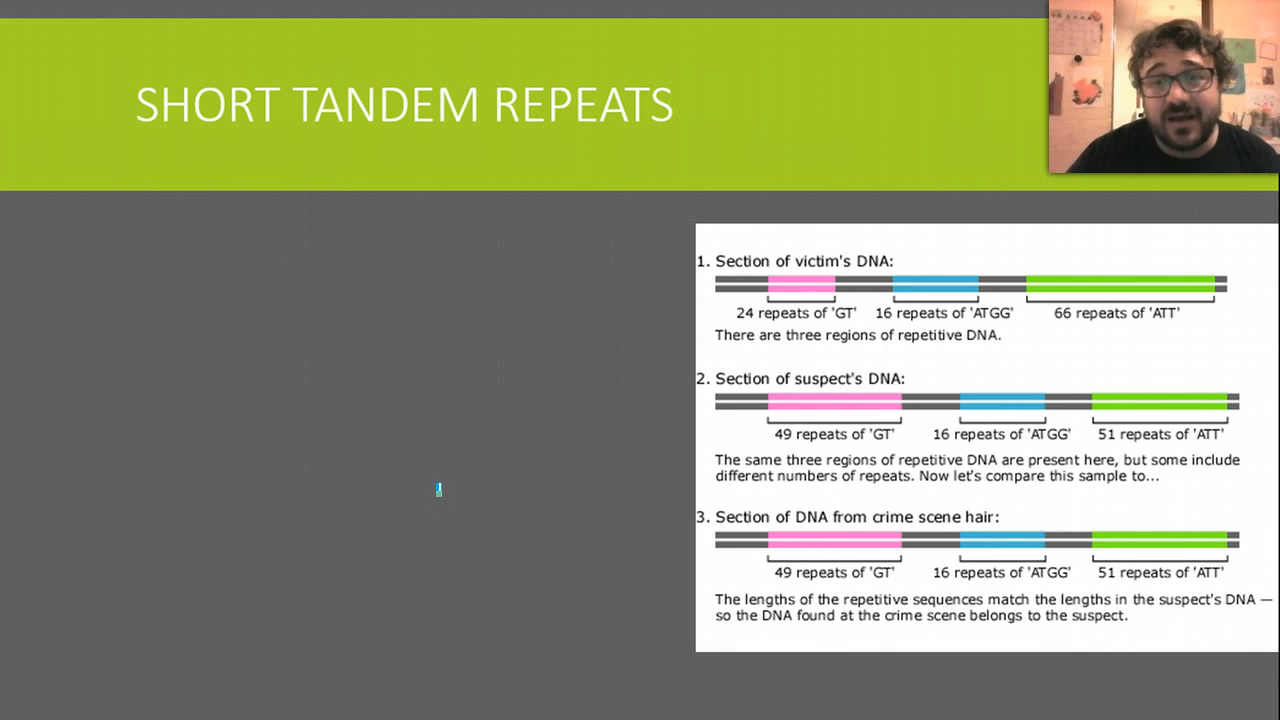 SHORT TANDEM REPEATS
1. Section of victim's DNA:
24 repeats of 'GT' 16 repeats of 'ATGG' 66 repeats of 'ATT'
There are three regions of repetitive DNA.
2. Section of suspect's DNA:
49 repeats of 'GT' 16 repeats of 'ATGG' 51 repeats of 'ATT'
The same three regions of repetitive DNA are present here, but some include
different numbers of repeats. Now let's compare this sample to...
3. Section of DNA from crime scene hair:
49 repeats of 'GT' 16 repeats of 'ATGG' 51 repeats of 'ATT'
The lengths of the repetitive sequences match the lengths in the suspect's DNA —
so the DNA found at the crime scene belongs to the suspect.